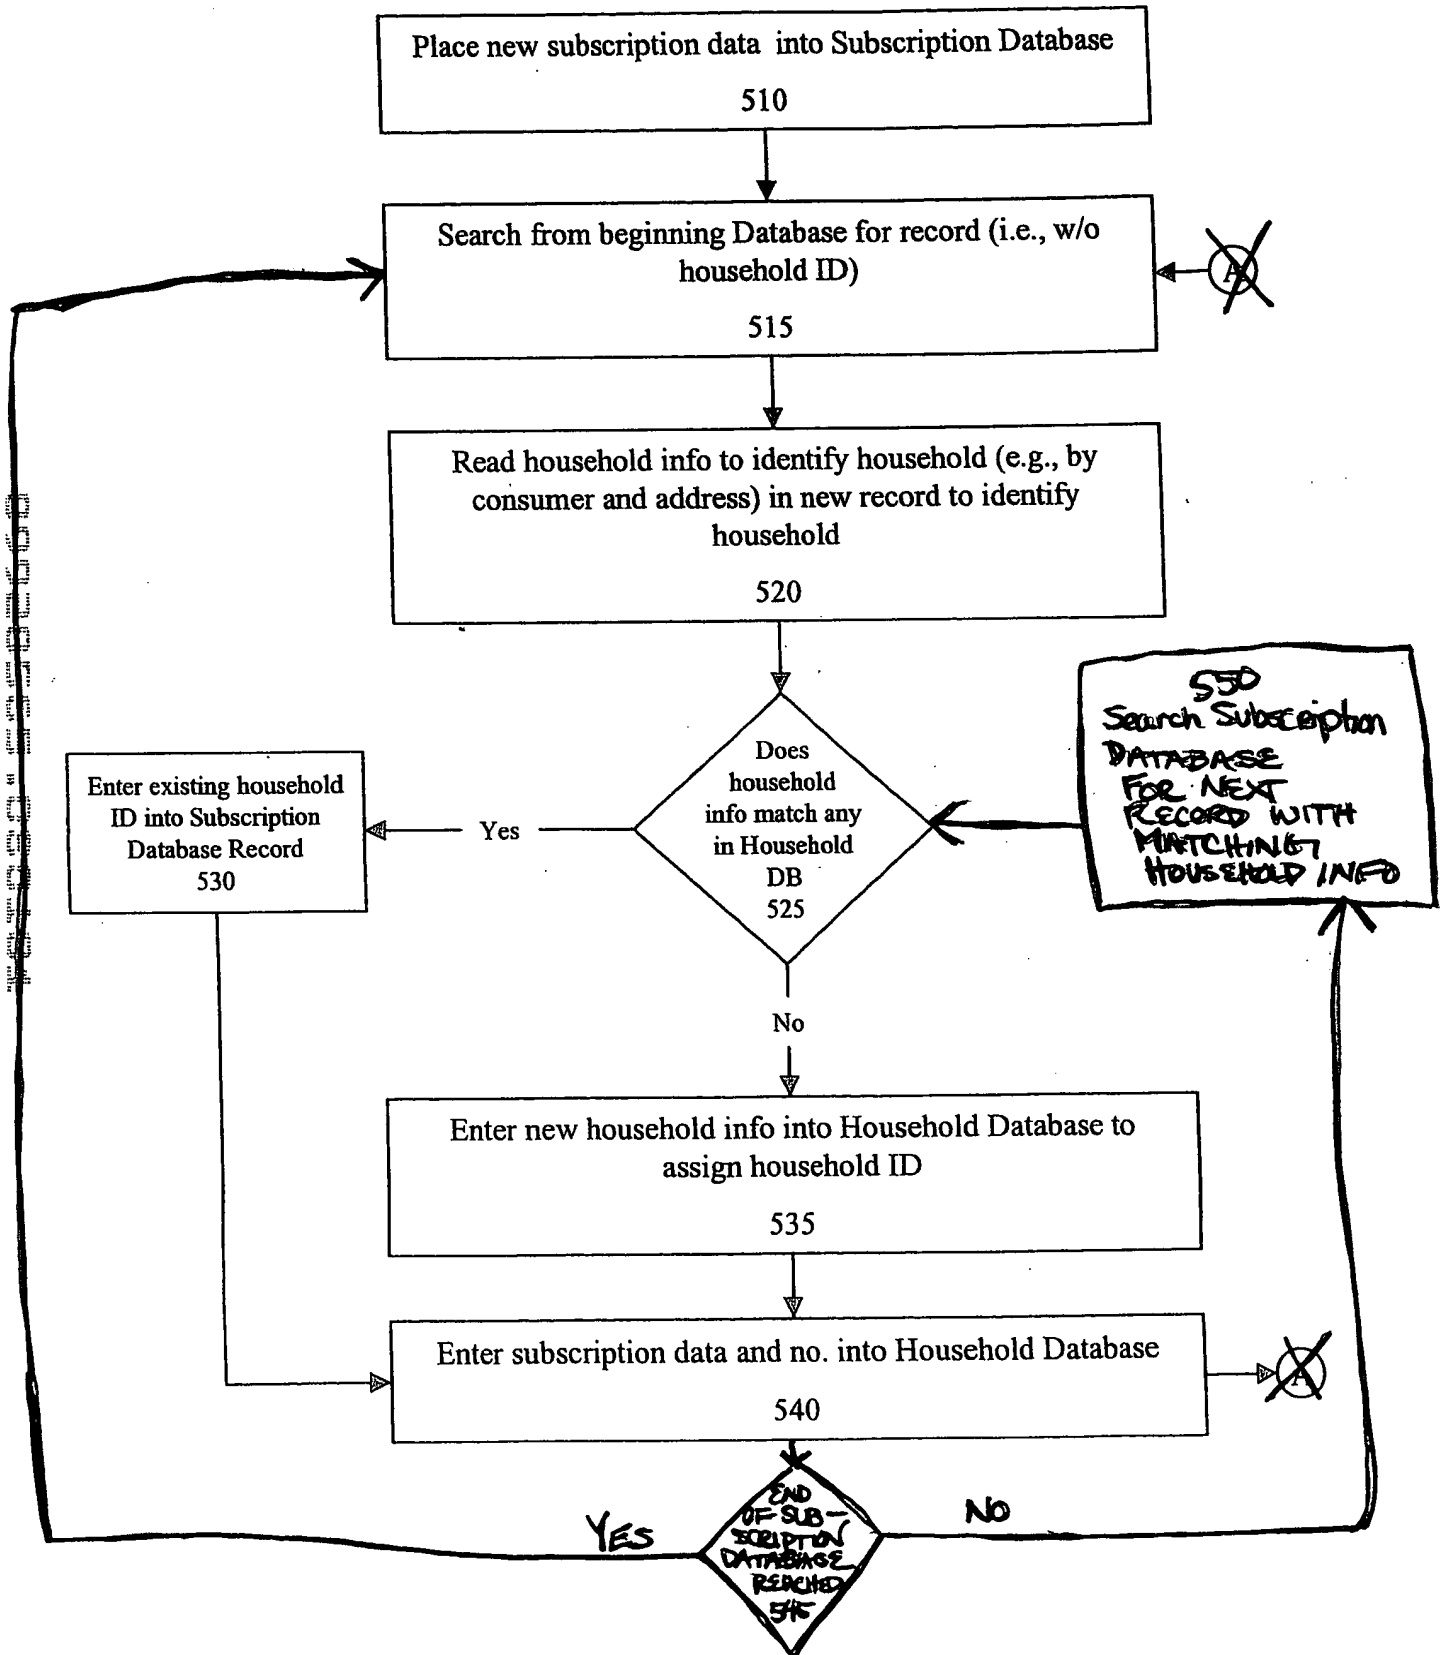 Place new subscription data into Subscription Database
510
Search from beginning Database for record (i.e., w/o
household ID)
515
A
Read household info to identify household (e.g., by
consumer and address) in new record to identify
household
520
550
Search Subscription
DATABASE
FOR NEXT
RECORD WITH
MATCHING
HOUSEHOLD INFO
Does
household
info match any
in Household
DB
525
Yes
Enter existing household
ID into Subscription
Database Record
530
No
Enter new household info into Household Database to
assign household ID
535
Enter subscription data and no. into Household Database
540
A
END
OF SUB-
SCRIPTION
DATABASE
REACHED
545
YES
NO